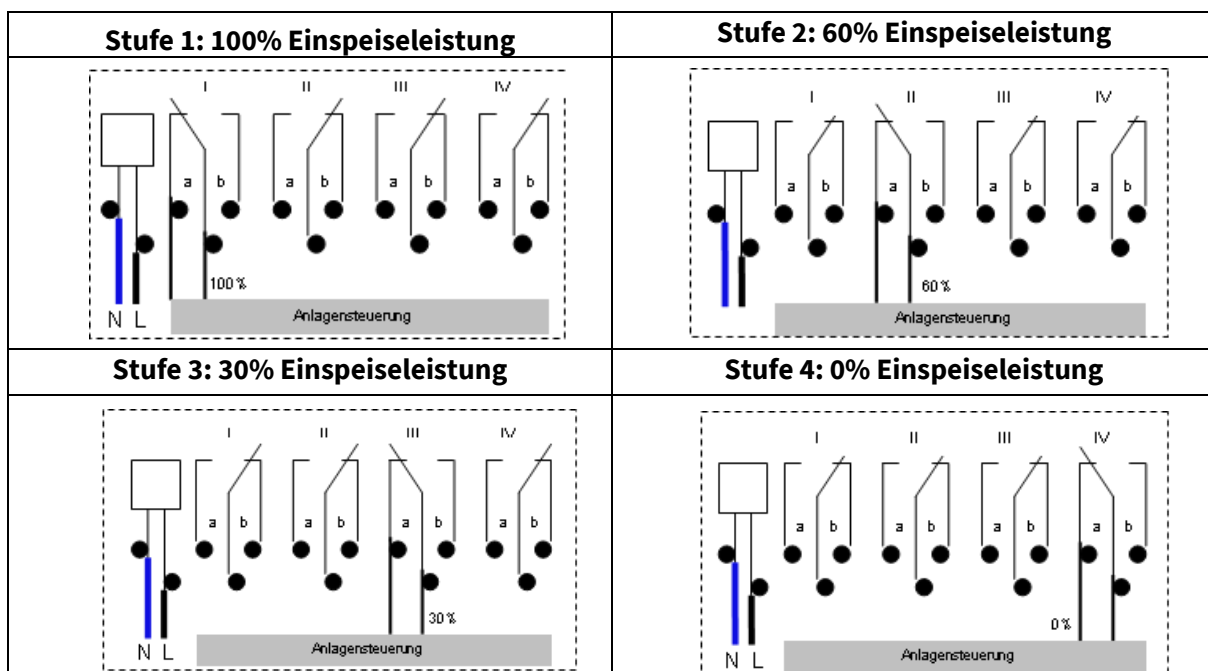 Stufe 1: 100% Einspeiseleistung
I II III IV
a b a b a b a b
100%
N L
Anlagensteuerung
Stufe 2: 60% Einspeiseleistung
I II III IV
a b a b a b a b
60%
Anlagensteuerung
Stufe 3: 30% Einspeiseleistung
I II III IV
a b a b a b a b
30%
N L
Anlagensteuerung
Stufe 4: 0% Einspeiseleistung
I II III IV
a b a b a b a b
0%
N L
Anlagensteuerung